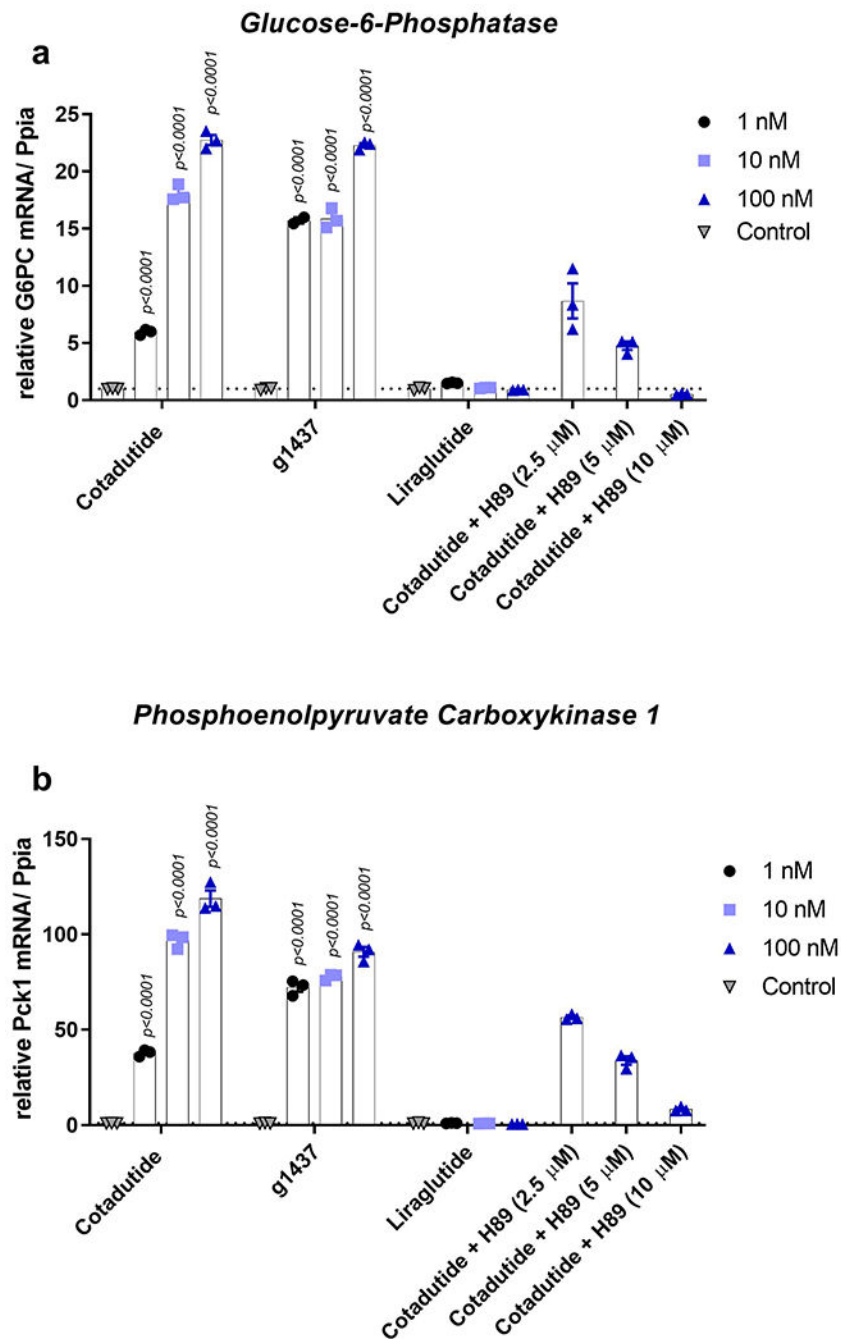 Glucose-6-Phosphatase
a
relative G6PC mRNA/ Ppia
25
20
15
10
5
0
p<0.0001
p<0.0001
p<0.0001
p<0.0001
p<0.0001
p<0.0001
1 nM
10 nM
100 nM
Control
Cotadutide
g1437
Liraglutide
Cotadutide + H89 (2.5 µM)
Cotadutide + H89 (5 µM)
Cotadutide + H89 (10 µM)
Phosphoenolpyruvate Carboxykinase 1
b
relative Pck1 mRNA/ Ppia
150
100
50
0
p<0.0001
p<0.0001
p<0.0001
p<0.0001
p<0.0001
p<0.0001
1 nM
10 nM
100 nM
Control
Cotadutide
g1437
Liraglutide
Cotadutide + H89 (2.5 µM)
Cotadutide + H89 (5 µM)
Cotadutide + H89 (10 µM)